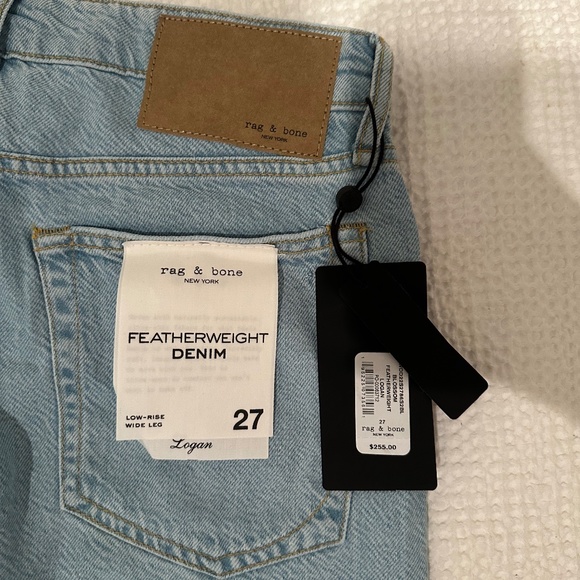 rag & bone
NEW YORK
rag & bone
NEW YORK
FEATHERWEIGHT
DENIM
LOW-RISE
WIDE LEG
27
Logan
BLOSSOM
FEATHERWEIGHT
LOGAN
27
rag & bone
NEW YORK
$255.00